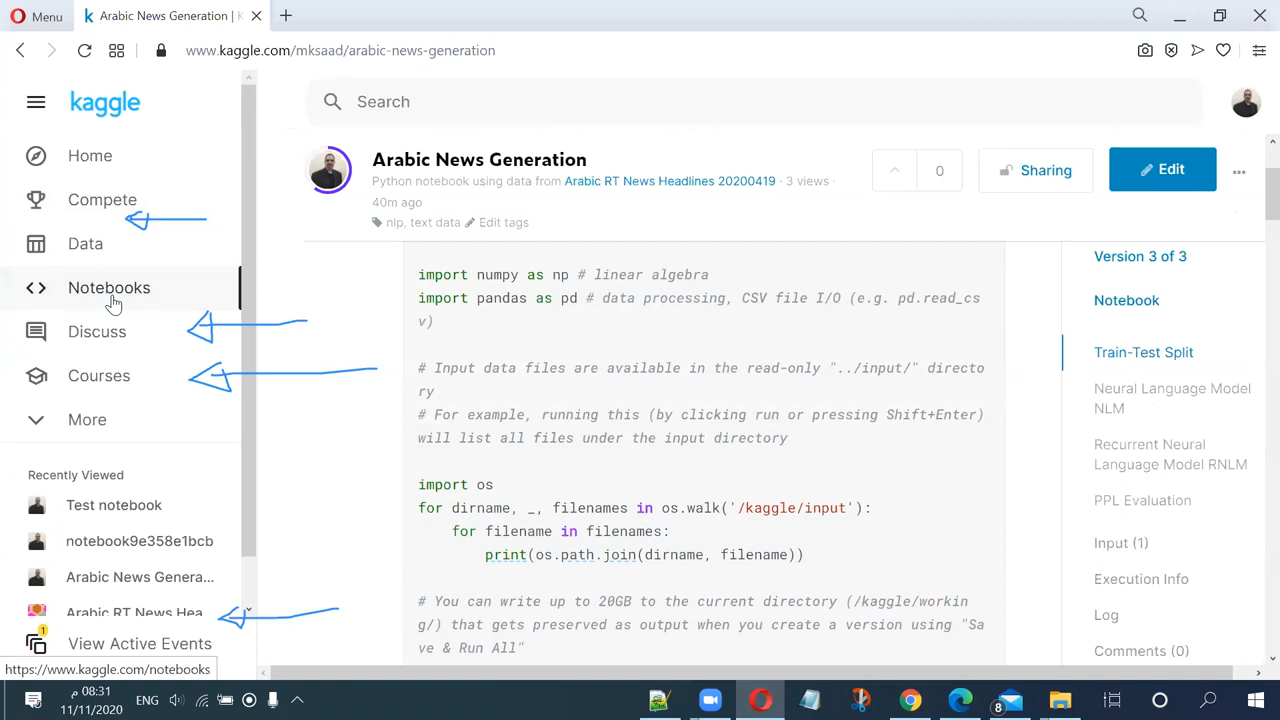 Menu
Arabic News Generation | K
www.kaggle.com/mksaad/arabic-news-generation
kaggle
Home
Compete
Data
Notebooks
Discuss
Courses
More
Recently Viewed
Test notebook
notebook9e358e1bcb
Arabic News Genera...
Arabic RT News Hea
1
View Active Events
https://www.kaggle.com/notebooks
Search
Arabic News Generation
Python notebook using data from Arabic RT News Headlines 20200419 · 3 views ·
40m ago
nlp, text data Edit tags
0
Sharing
Edit
import numpy as np # linear algebra
import pandas as pd # data processing, CSV file I/O (e.g. pd.read_cs
v)
# Input data files are available in the read-only "../input/" directo
ry
# For example, running this (by clicking run or pressing Shift+Enter)
will list all files under the input directory
import os
for dirname, _, filenames in os.walk('/kaggle/input'):
for filename in filenames:
print(os.path.join(dirname, filename))
# You can write up to 20GB to the current directory (/kaggle/workin
g/) that gets preserved as output when you create a version using "Sa
ve & Run All"
Version 3 of 3
Notebook
Train-Test Split
Neural Language Model
NLM
Recurrent Neural
Language Model RNLM
PPL Evaluation
Input (1)
Execution Info
Log
Comments (0)
08:31 م
11/11/2020
ENG
8